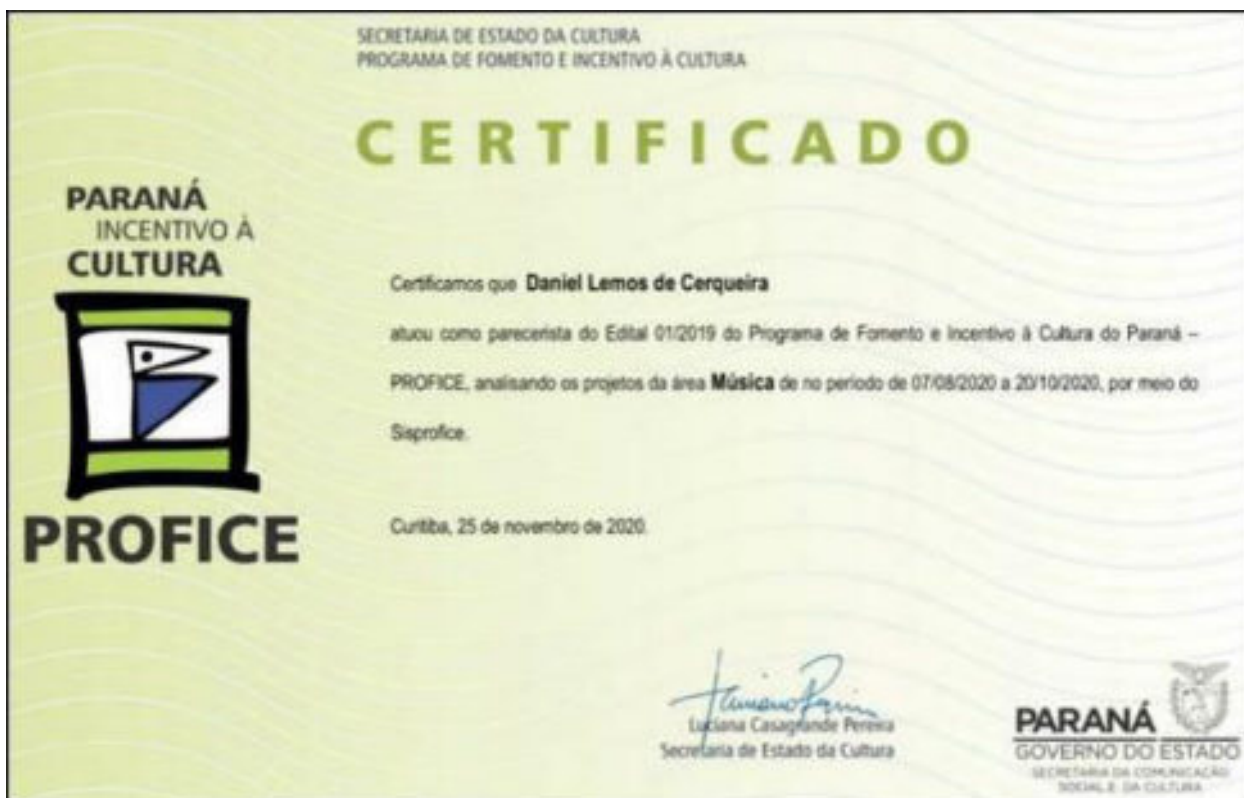 SECRETARIA DE ESTADO DA CULTURA
PROGRAMA DE FOMENTO E INCENTIVO À CULTURA
CERTIFICADO
PARANÁ
INCENTIVO À
CULTURA
PROFICE
Certificamos que Daniel Lemos de Cerqueira
atuou como parecerista do Edital 01/2019 do Programa de Fomento e Incentivo à Cultura do Paraná –
PROFICE, analisando os projetos da área Música de no período de 07/08/2020 a 20/10/2020, por meio do
Sisprofice.
Curitiba, 25 de novembro de 2020.
Luciana Casagrande Pereira
Secretaria de Estado da Cultura
PARANÁ
GOVERNO DO ESTADO
SECRETARIA DA COMUNICAÇÃO
SOCIAL E DA CULTURA